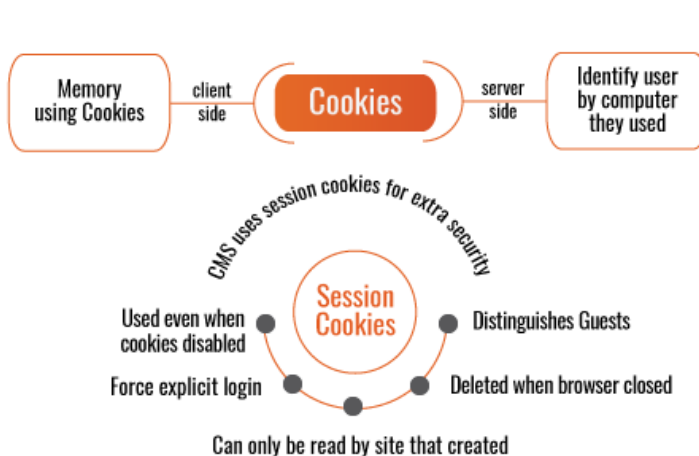 Memory
using Cookies
client
side
Cookies
server
side
Identify user
by computer
they used
CMS uses session cookies for extra security
Session
Cookies
Used even when
cookies disabled
Distinguishes Guests
Force explicit login
Deleted when browser closed
Can only be read by site that created